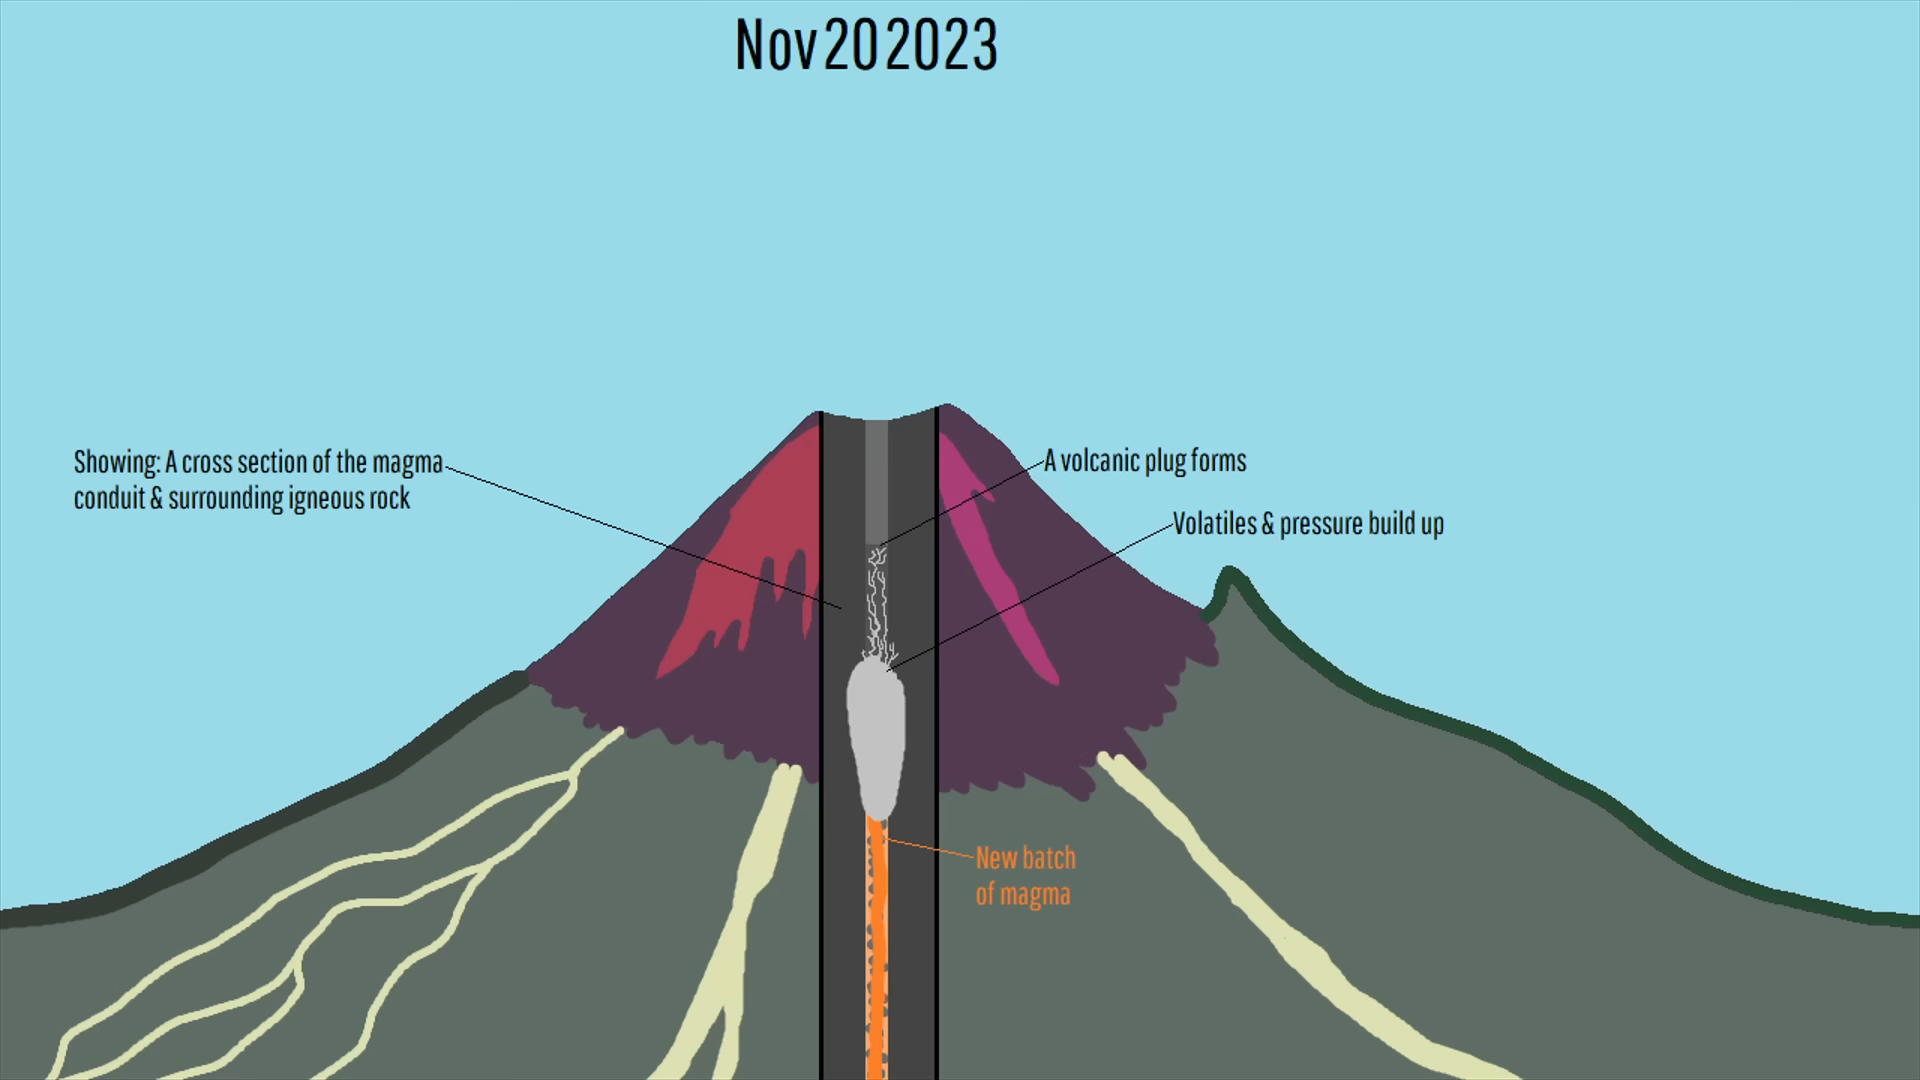 Nov 20 2023
Showing: A cross section of the magma
conduit & surrounding igneous rock
A volcanic plug forms
Volatiles & pressure build up
New batch
of magma